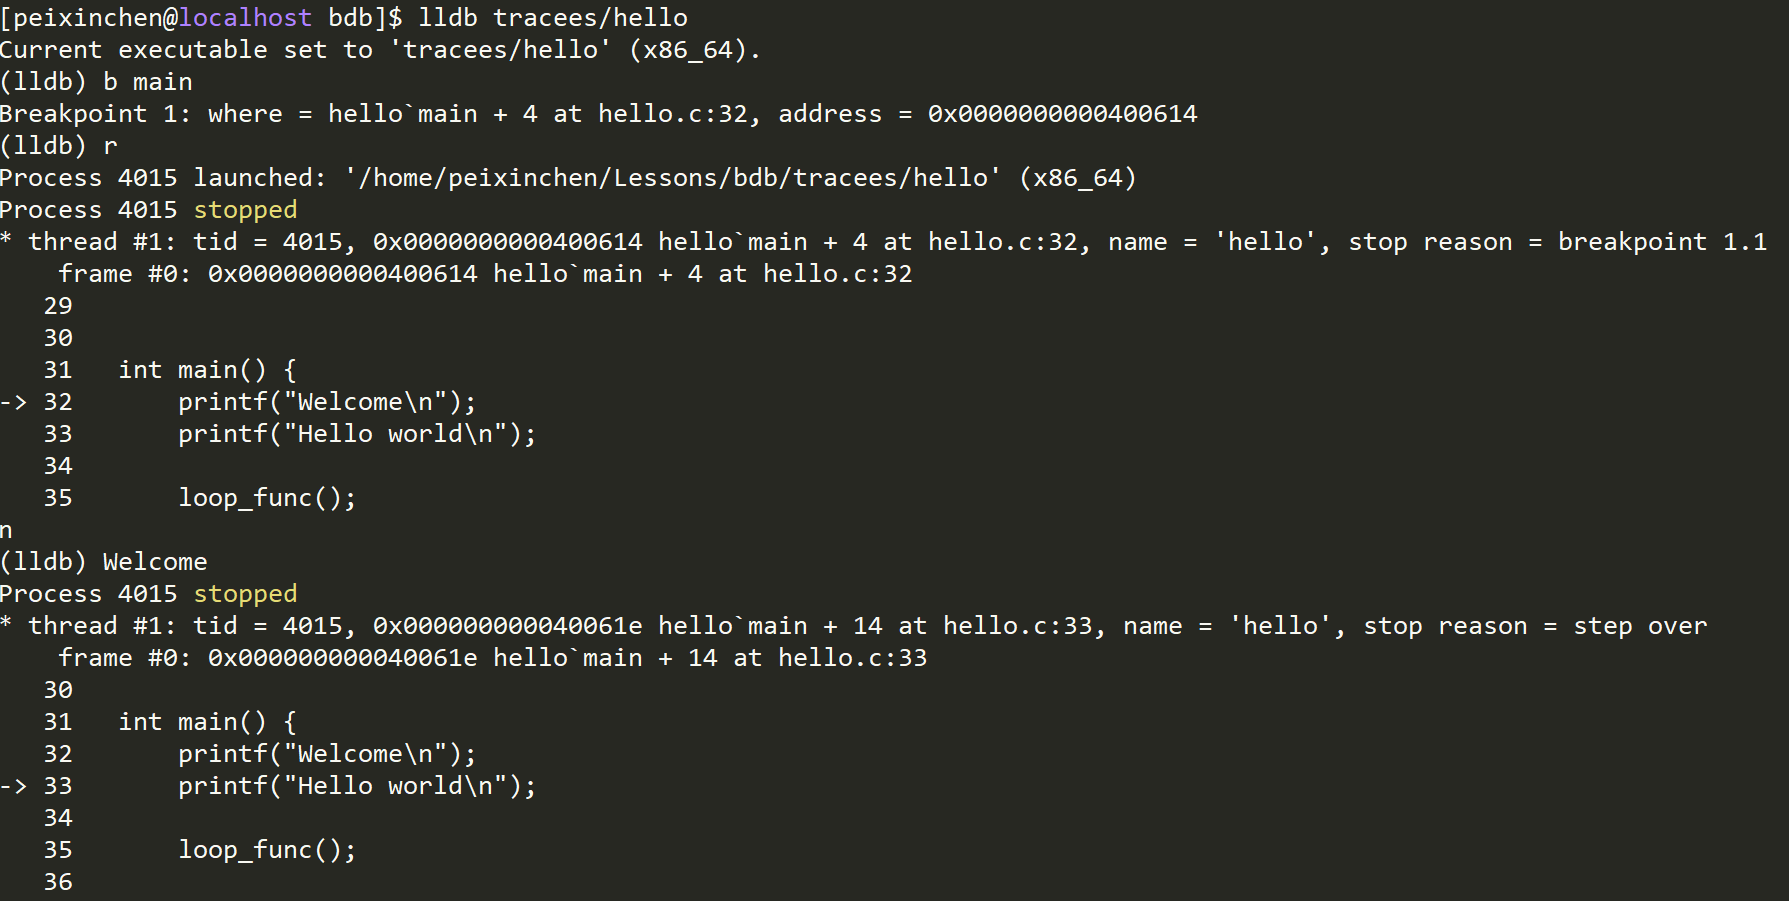 [peixinchen@localhost bdb]$ lldb tracees/hello
Current executable set to 'tracees/hello' (x86_64).
(lldb) b main
Breakpoint 1: where = hello`main + 4 at hello.c:32, address = 0x0000000000400614
(lldb) r
Process 4015 launched: '/home/peixinchen/Lessons/bdb/tracees/hello' (x86_64)
Process 4015 stopped
* thread #1: tid = 4015, 0x0000000000400614 hello`main + 4 at hello.c:32, name = 'hello', stop reason = breakpoint 1.1
    frame #0: 0x0000000000400614 hello`main + 4 at hello.c:32
   29
   30
   31   int main() {
-> 32       printf("Welcome\n");
   33       printf("Hello world\n");
   34
   35       loop_func();
n
(lldb) Welcome
Process 4015 stopped
* thread #1: tid = 4015, 0x000000000040061e hello`main + 14 at hello.c:33, name = 'hello', stop reason = step over
    frame #0: 0x000000000040061e hello`main + 14 at hello.c:33
   30
   31   int main() {
   32       printf("Welcome\n");
-> 33       printf("Hello world\n");
   34
   35       loop_func();
   36